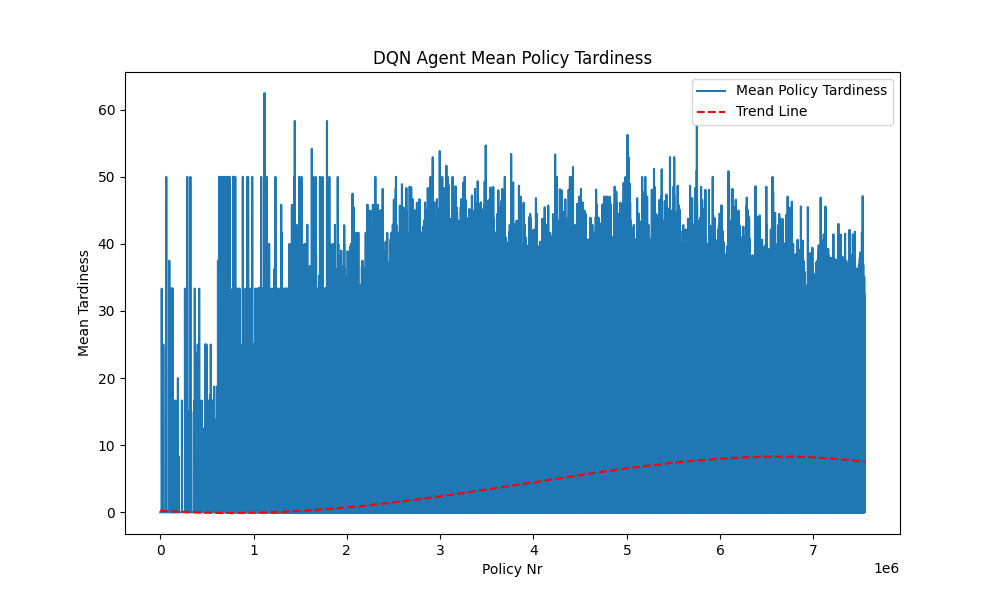 DQN Agent Mean Policy Tardiness
Mean Policy Tardiness
Trend Line
Mean Tardiness
60
50
40
30
20
10
0
0 1 2 3 4 5 6 7
1e6
Policy Nr